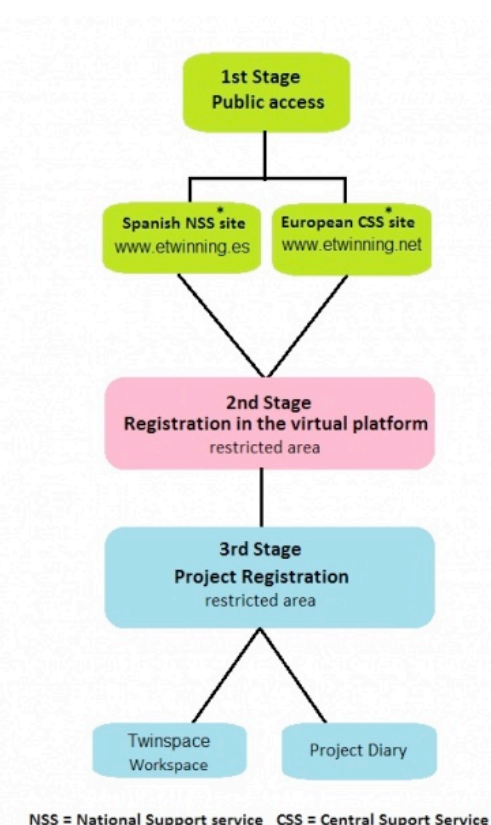 1st Stage
Public access
Spanish NSS*site
www.etwinning.es
European CSS*site
www.etwinning.net
2nd Stage
Registration in the virtual platform
restricted area
3rd Stage
Project Registration
restricted area
Twinspace
Workspace
Project Diary
NSS = National Support service CSS = Central Suport Service